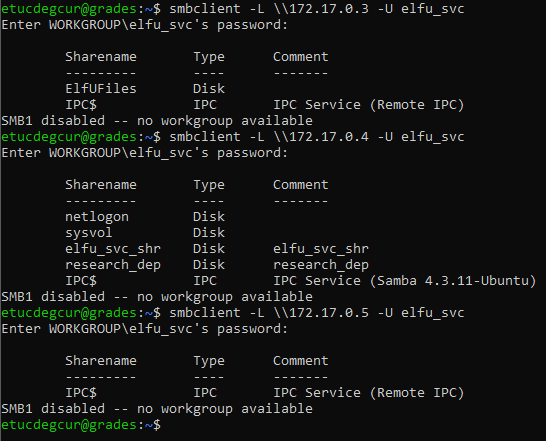 etucdegcur@grades:~$ smbclient -L \\172.17.0.3 -U elfu_svc
Enter WORKGROUP\elfu_svc's password:
Sharename Type Comment
--------- ---- -------
ElfUFiles Disk
IPC$ IPC IPC Service (Remote IPC)
SMB1 disabled -- no workgroup available
etucdegcur@grades:~$ smbclient -L \\172.17.0.4 -U elfu_svc
Enter WORKGROUP\elfu_svc's password:
Sharename Type Comment
--------- ---- -------
netlogon Disk
sysvol Disk
elfu_svc_shr Disk elfu_svc_shr
research_dep Disk research_dep
IPC$ IPC IPC Service (Samba 4.3.11-Ubuntu)
SMB1 disabled -- no workgroup available
etucdegcur@grades:~$ smbclient -L \\172.17.0.5 -U elfu_svc
Enter WORKGROUP\elfu_svc's password:
Sharename Type Comment
--------- ---- -------
IPC$ IPC IPC Service (Remote IPC)
SMB1 disabled -- no workgroup available
etucdegcur@grades:~$